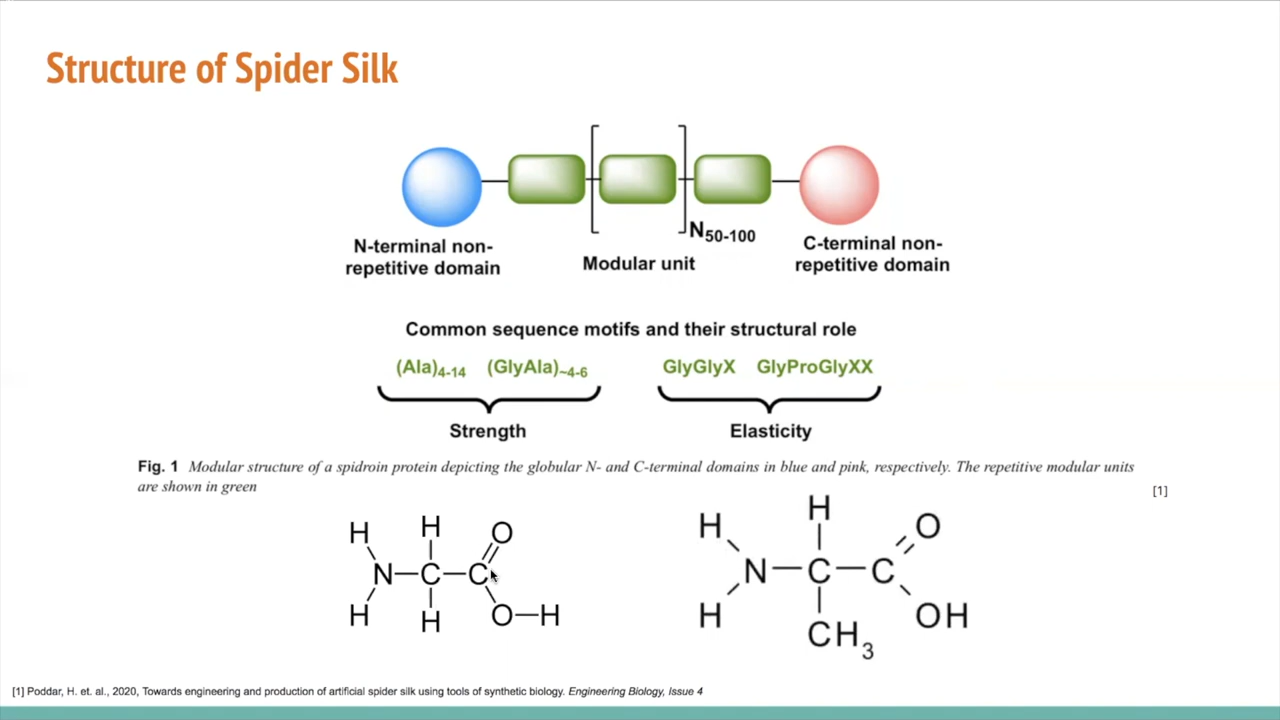 Structure of Spider Silk
N-terminal non-
repetitive domain
N50-100
Modular unit
C-terminal non-
repetitive domain
Common sequence motifs and their structural role
(Ala)4-14 (GlyAla)~4-6 GlyGlyX GlyProGlyXX
Strength Elasticity
Fig. 1 Modular structure of a spidroin protein depicting the globular N- and C-terminal domains in blue and pink, respectively. The repetitive modular units
are shown in green
[1]
H H O
N–C–C
H H O–H
H H O
N–C–C
H CH3 OH
[1] Poddar, H. et. al., 2020, Towards engineering and production of artificial spider silk using tools of synthetic biology. Engineering Biology, Issue 4